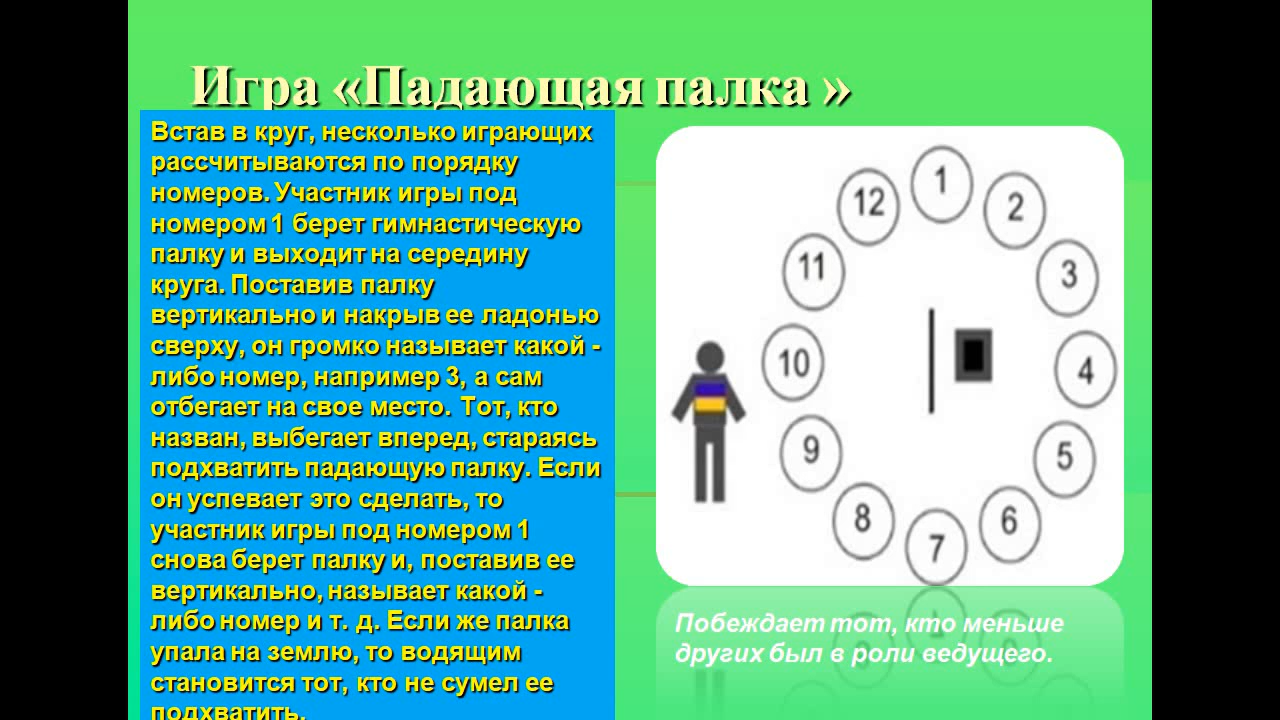 Игра «Падающая палка »
Встав в круг, несколько играющих
рассчитываются по порядку
номеров. Участник игры под
номером 1 берет гимнастическую
палку и выходит на середину
круга. Поставив палку
вертикально и накрыв ее ладонью
сверху, он громко называет какой -
либо номер, например 3, а сам
отбегает на свое место. Тот, кто
назван, выбегает вперед, стараясь
подхватить падающую палку. Если
он успевает это сделать, то
участник игры под номером 1
снова берет палку и, поставив ее
вертикально, называет какой -
либо номер и т. д. Если же палка
упала на землю, то водящим
становится тот, кто не сумел ее
подхватить.
1
2
3
4
5
6
7
8
9
10
11
12
Побеждает тот, кто меньше
других был в роли ведущего.